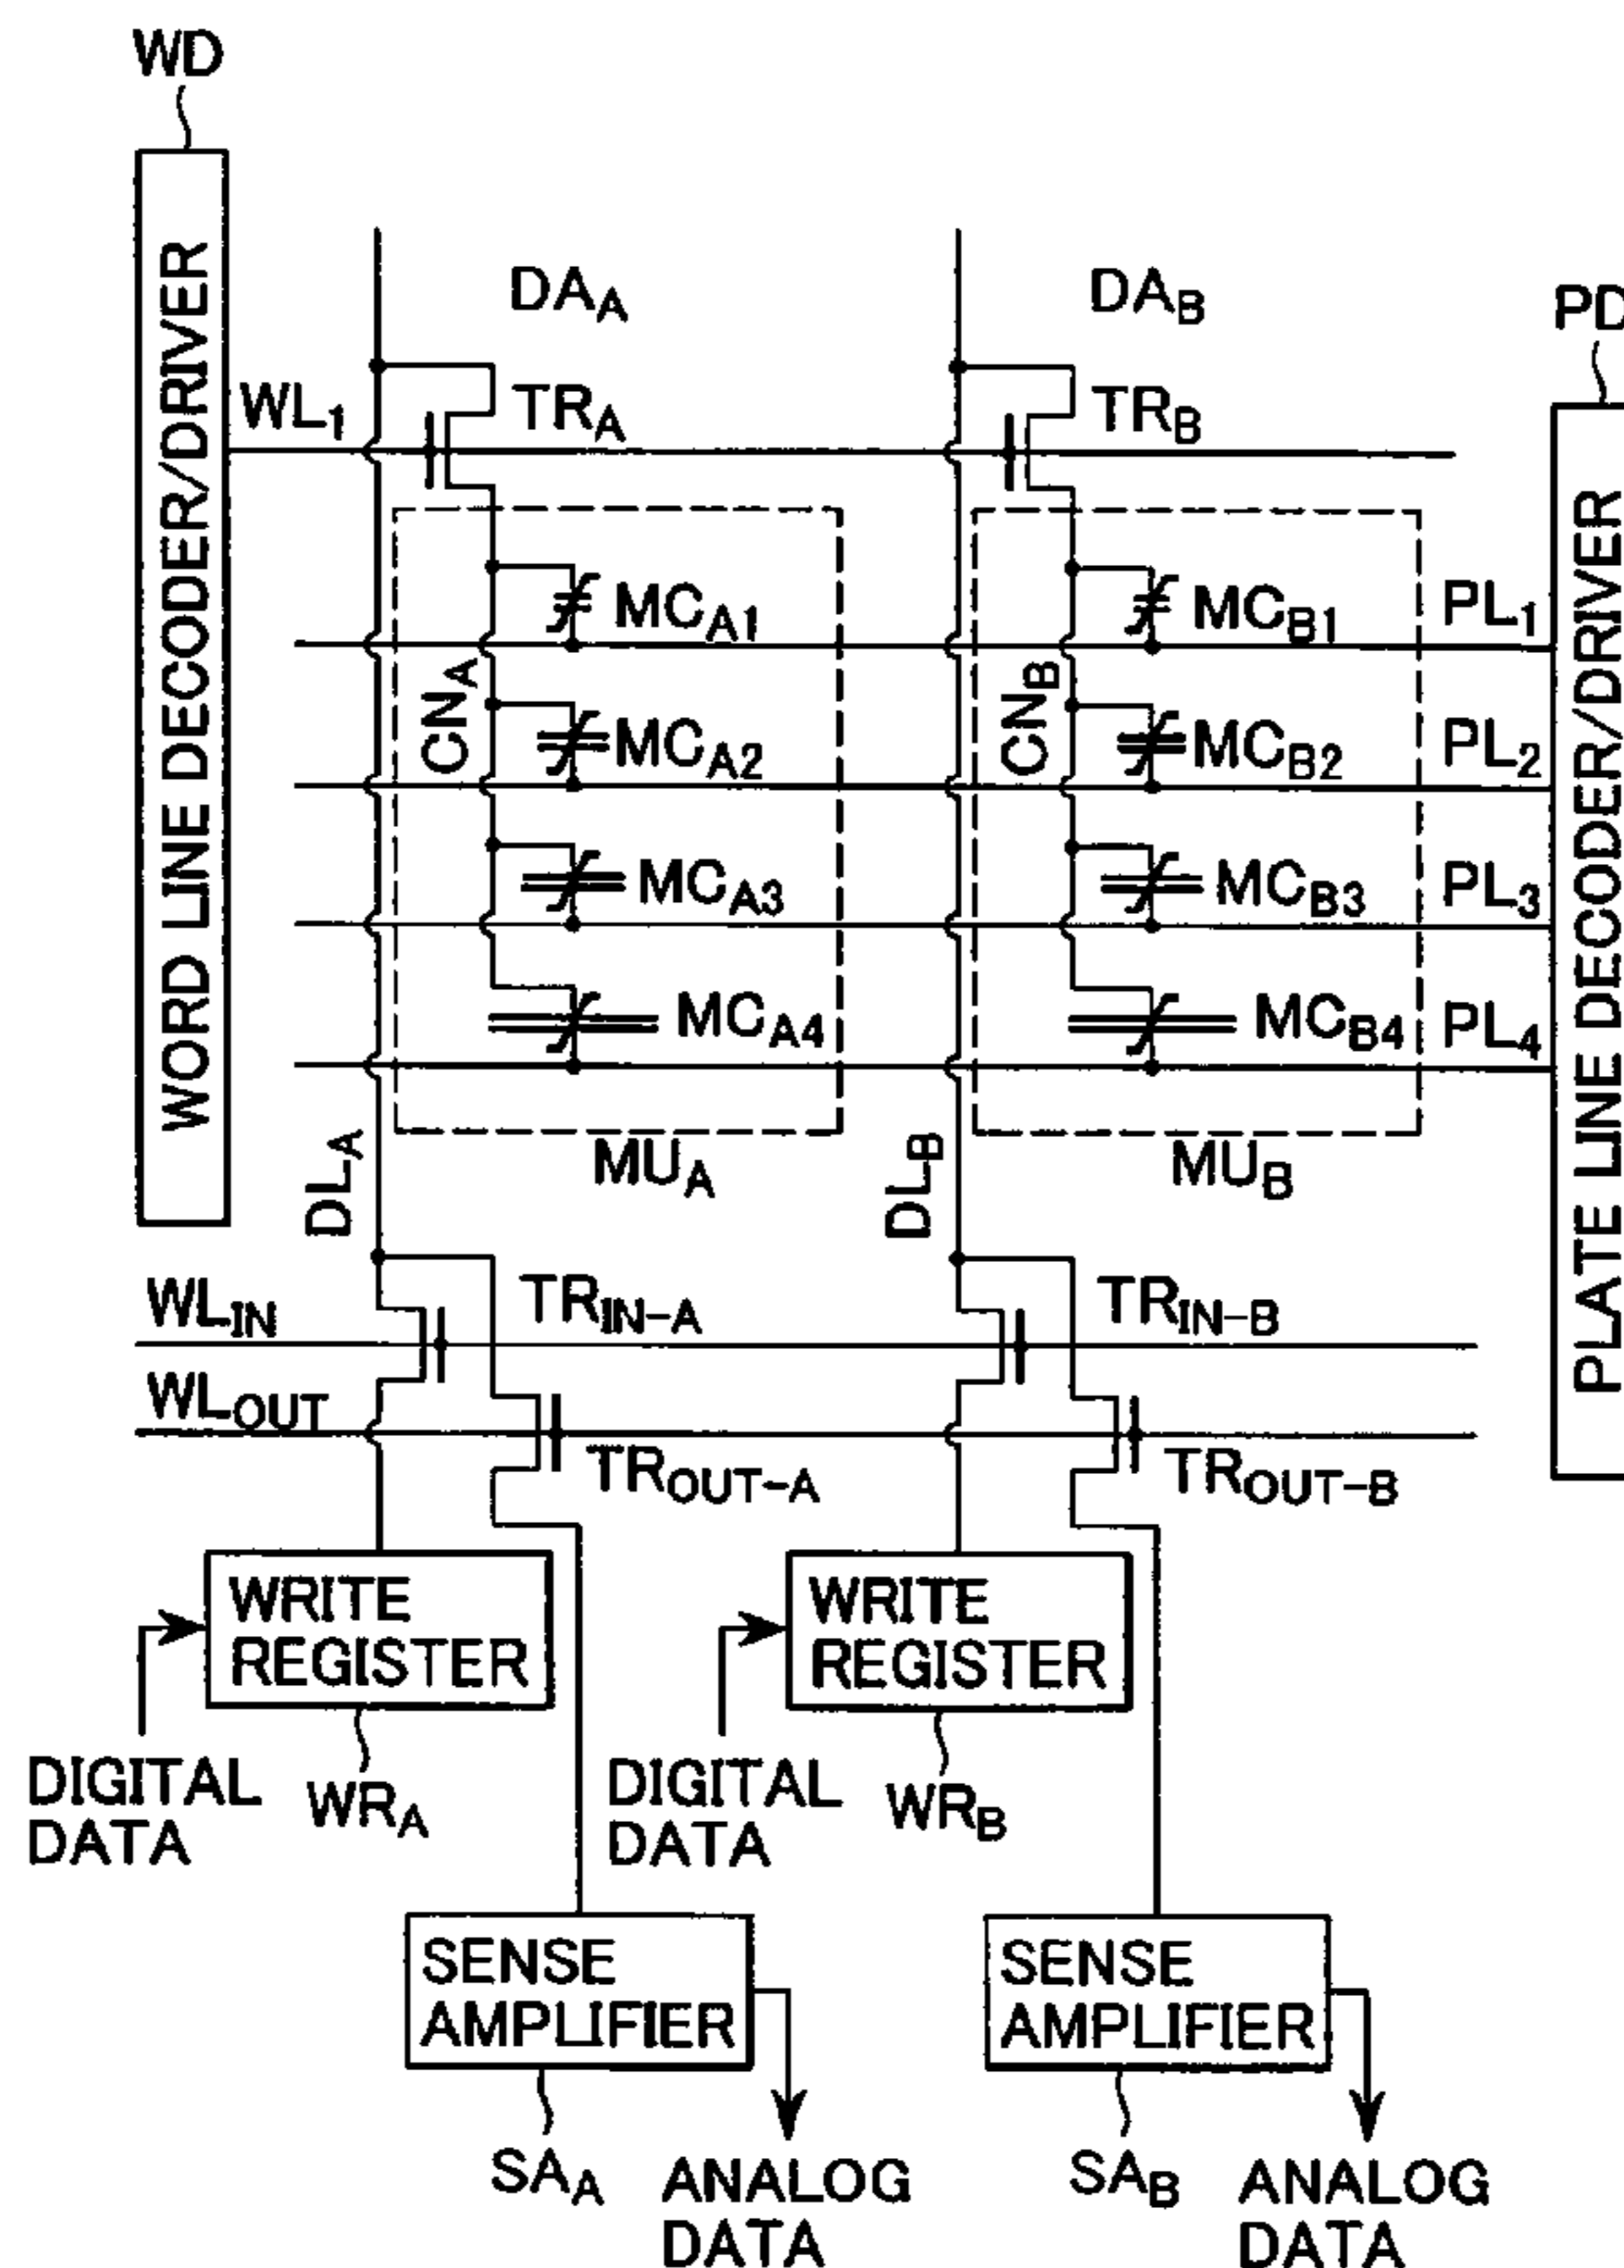 WD
WORD LINE DECODER/DRIVER
DA_A
DA_B
PD
WL_1
TR_A
TR_B
PLATE LINE DECODER/DRIVER
MC_A1
MC_B1
PL_1
CN_A
CN_B
MC_A2
MC_B2
PL_2
MC_A3
MC_B3
PL_3
MC_A4
MC_B4
PL_4
DL_A
MU_A
DL_B
MU_B
WL_IN
TR_IN-A
TR_IN-B
WL_OUT
TR_OUT-A
TR_OUT-B
WRITE
REGISTER
WRITE
REGISTER
DIGITAL
DATA
WR_A
DIGITAL
DATA
WR_B
SENSE
AMPLIFIER
SENSE
AMPLIFIER
SA_A
ANALOG
DATA
SA_B
ANALOG
DATA